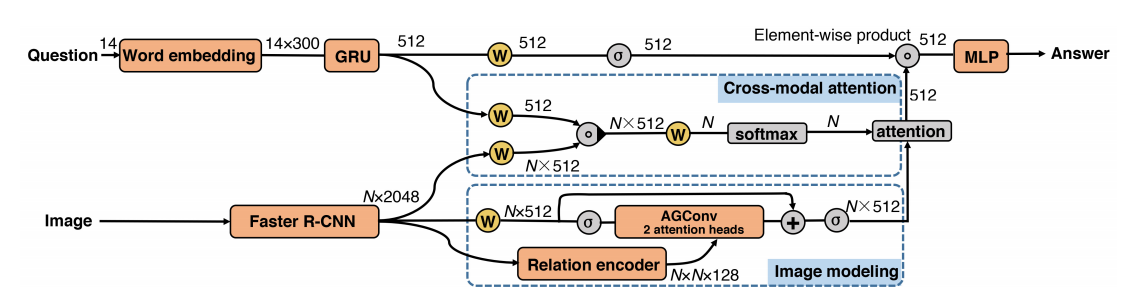 Element-wise product
Question 14 Word embedding 14×300 GRU 512 W 512 σ 512 ∘ 512 MLP Answer
Cross-modal attention
512
W 512
∘ N×512 W N softmax N attention
W
N×512
N×2048
Image Faster R-CNN W N×512 σ AGConv + σ N×512
2 attention heads
Relation encoder
N×N×128
Image modeling